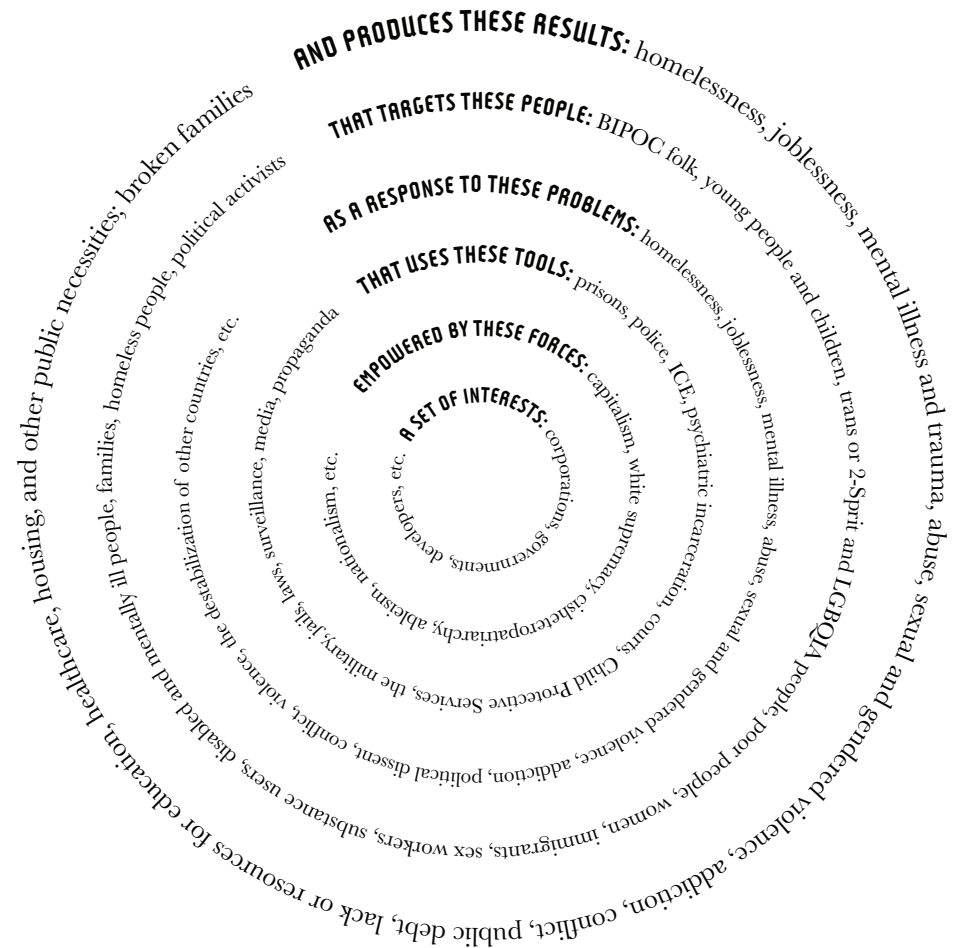 A SET OF INTERESTS: corporations, governments, developers, etc.
EMPOWERED BY THESE FORCES: capitalism, white supremacy, cisheteropatriarchy, ableism, nationalism, etc.
THAT USES THESE TOOLS: prisons, police, ICE, psychiatric incarceration, courts, Child Protective Services, the military, jails, laws, surveillance, media, propaganda
AS A RESPONSE TO THESE PROBLEMS: homelessness, joblessness, mental illness, abuse, sexual and gendered violence, addiction, political dissent, conflict, violence, the destabilization of other countries, etc.
THAT TARGETS THESE PEOPLE: BIPOC folk, young people and children, trans or 2-Sprit and LGBQIA people, poor people, women, immigrants, sex workers, substance users, disabled and mentally ill people, families, homeless people, political activists
AND PRODUCES THESE RESULTS: homelessness, joblessness, mental illness and trauma, abuse, sexual and gendered violence, addiction, conflict, public debt, lack or resources for education, healthcare, housing, and other public necessities; broken families